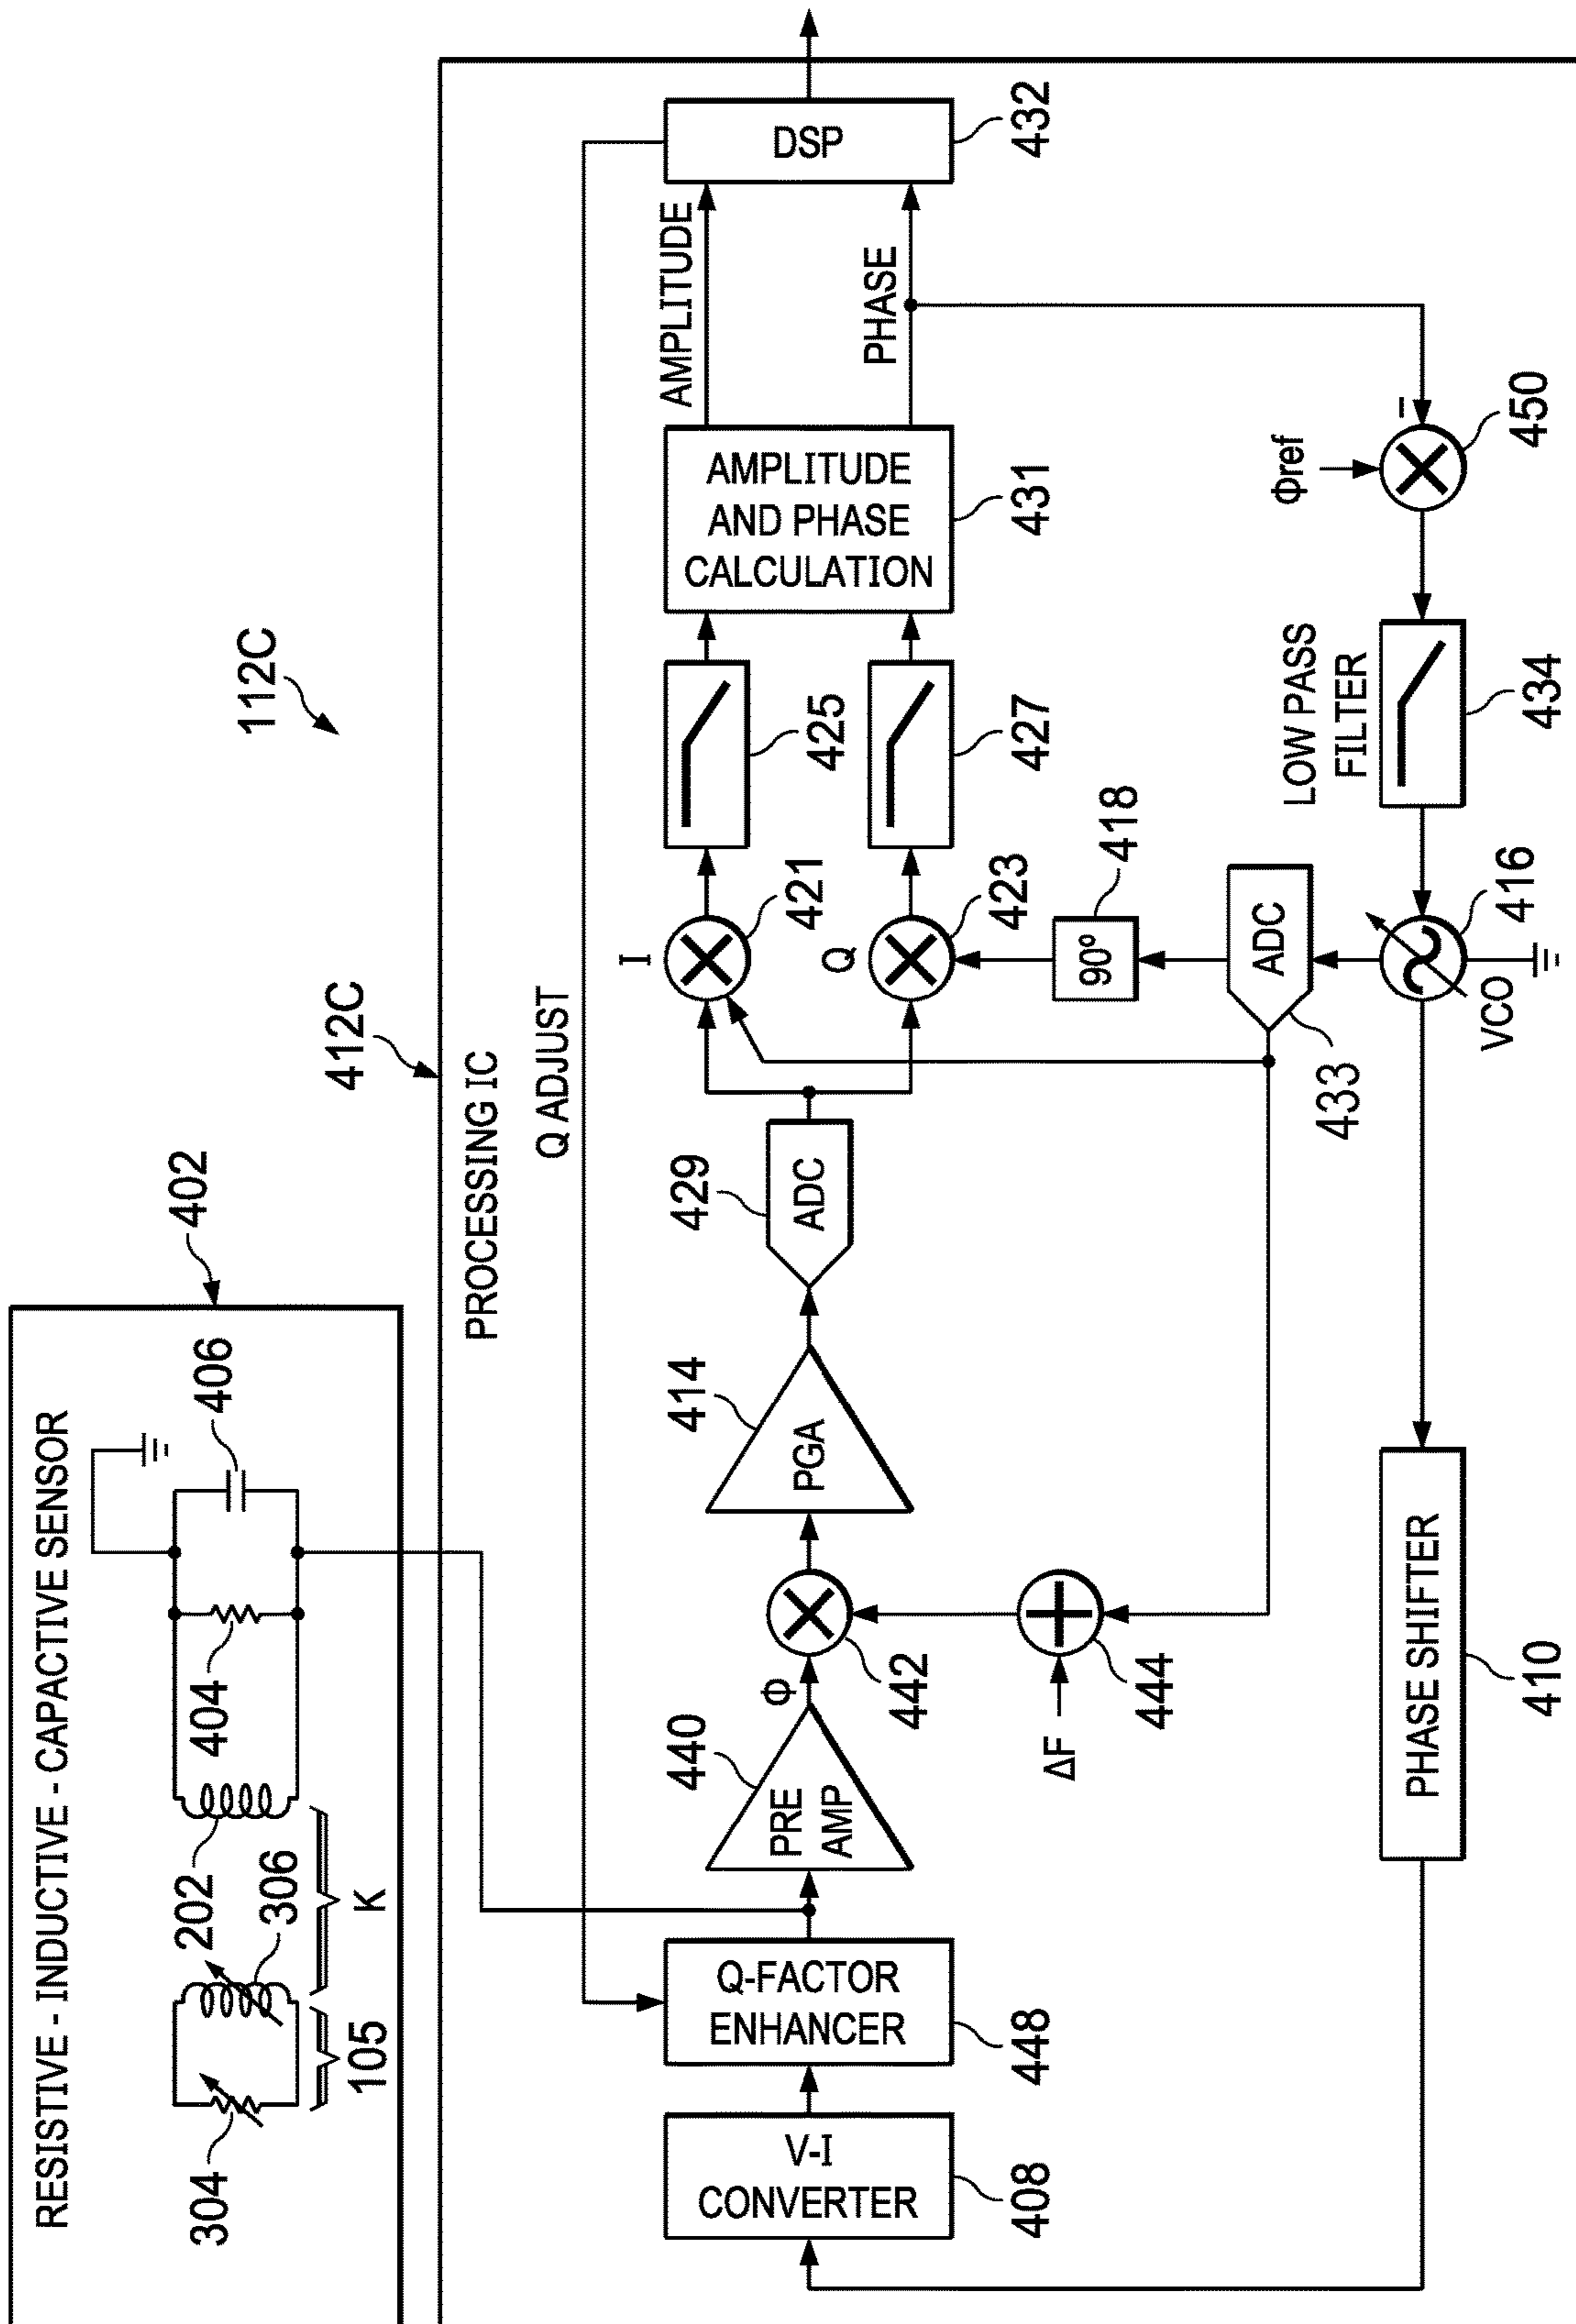 112C
RESISTIVE - INDUCTIVE - CAPACTIVE SENSOR
402
304
105
202
306
K
404
406
412C
PROCESSING IC
Q ADJUST
V-I
CONVERTER
408
Q-FACTOR
ENHANCER
448
PRE
AMP
440
Φ
442
ΔF
444
PGA
414
ADC
429
I
421
Q
423
90º
418
ADC
433
425
427
AMPLITUDE
AND PHASE
CALCULATION
431
AMPLITUDE
PHASE
DSP
432
PHASE SHIFTER
410
VCO
416
LOW PASS
FILTER
434
Φref
–
450